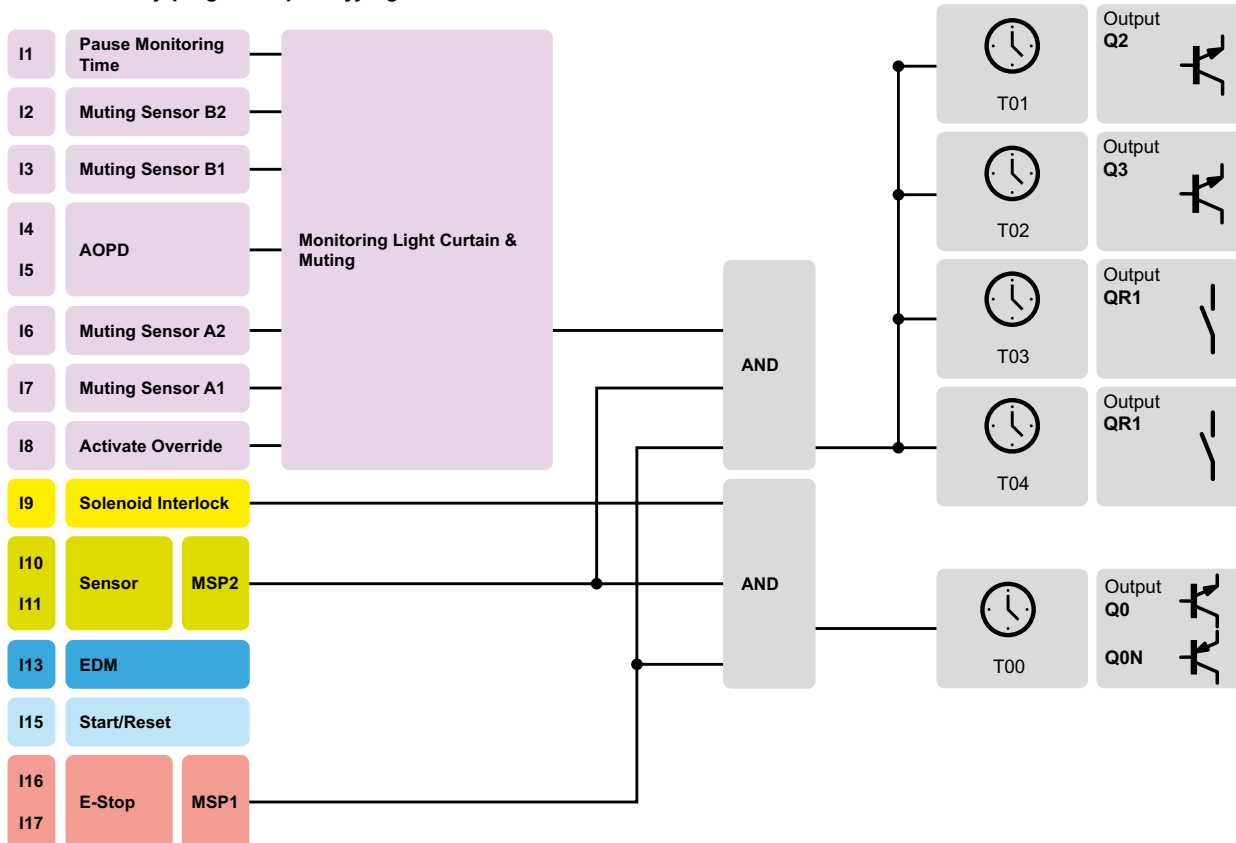 I1
Pause Monitoring
Time
I2
Muting Sensor B2
I3
Muting Sensor B1
I4
I5
AOPD
I6
Muting Sensor A2
I7
Muting Sensor A1
I8
Activate Override
Monitoring Light Curtain &
Muting
I9
Solenoid Interlock
I10
I11
Sensor
MSP2
I13
EDM
I15
Start/Reset
I16
I17
E-Stop
MSP1
AND
AND
T01
Output
Q2
T02
Output
Q3
T03
Output
QR1
T04
Output
QR1
T00
Output
Q0
Q0N